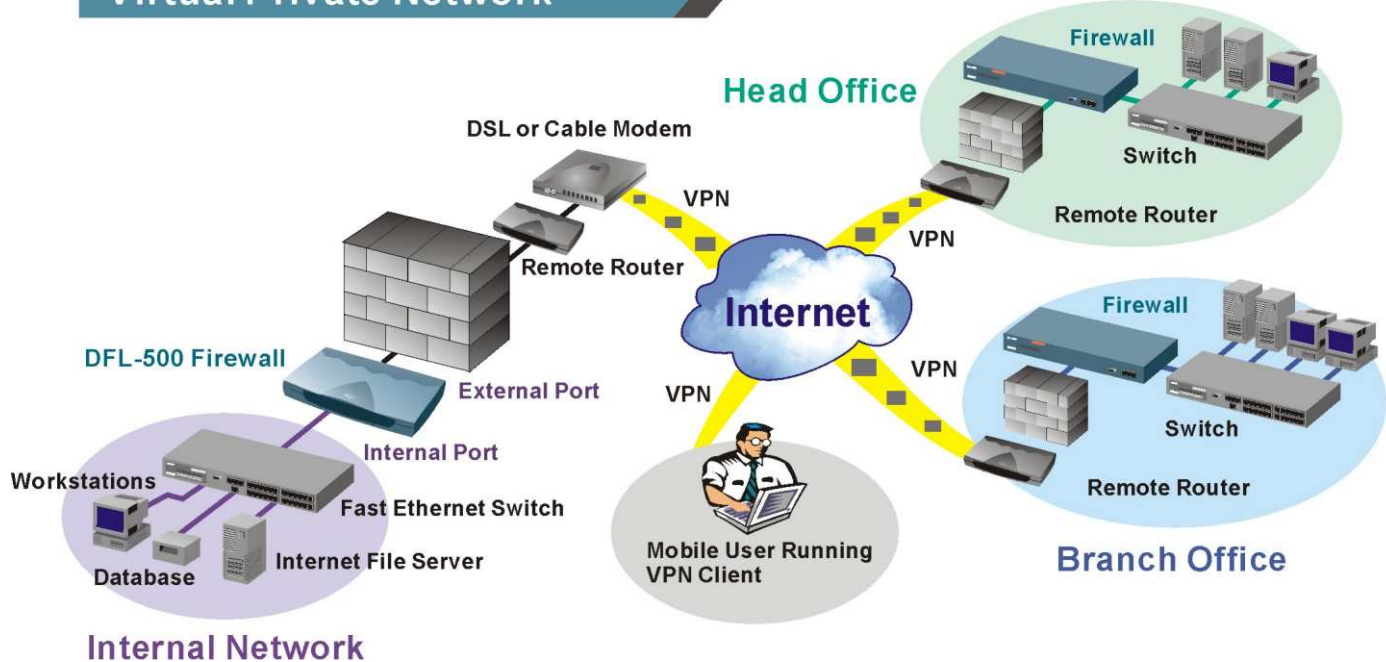 Virtual Private Network
Firewall
Head Office
DSL or Cable Modem
Switch
VPN
Remote Router
VPN
Remote Router
Internet
Firewall
DFL-500 Firewall
External Port
VPN
VPN
Switch
Internal Port
Workstations
Remote Router
Fast Ethernet Switch
Mobile User Running
VPN Client
Internet File Server
Branch Office
Database
Internal Network